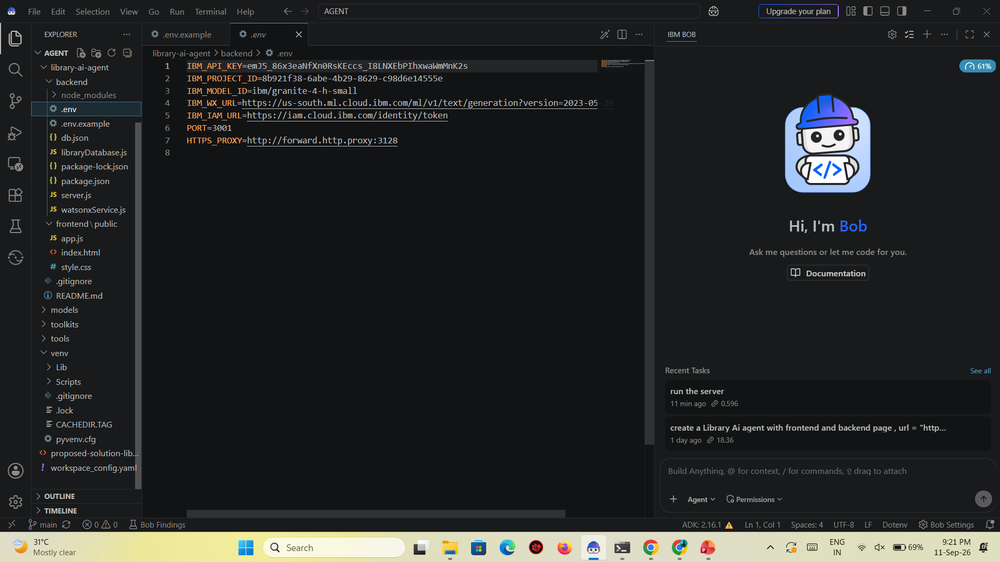 File Edit Selection View Go Run Terminal Help
AGENT
Upgrade your plan
EXPLORER
AGENT
library-ai-agent
backend
node_modules
.env
.env.example
db.json
libraryDatabase.js
package-lock.json
package.json
server.js
watsonxService.js
frontend\public
app.js
index.html
style.css
.gitignore
README.md
models
toolkits
tools
venv
Lib
Scripts
.gitignore
.lock
CACHEDIR.TAG
pyvenv.cfg
proposed-solution-lib...
workspace_config.yaml
OUTLINE
TIMELINE
.env.example
.env
library-ai-agent > backend > .env
1 IBM_API_KEY=emJ5_86x3eaNfXn0RsKEccs_I8LNXEbPIhxwaWmMnK2s
2 IBM_PROJECT_ID=8b921f38-6abe-4b29-8629-c98d6e14555e
3 IBM_MODEL_ID=ibm/granite-4-h-small
4 IBM_WX_URL=https://us-south.ml.cloud.ibm.com/ml/v1/text/generation?version=2023-05-29
5 IBM_IAM_URL=https://iam.cloud.ibm.com/identity/token
6 PORT=3001
7 HTTPS_PROXY=http://forward.http.proxy:3128
8
IBM BOB
61%
Hi, I'm Bob
Ask me questions or let me code for you.
Documentation
Recent Tasks
See all
run the server
11 min ago 0.596
create a Library Ai agent with frontend and backend page , url = "http...
1 day ago 18.36
Build Anything, @ for context, / for commands, ⇧ drag to attach
Agent Permissions
main 0 0 Bob Findings
ADK: 2.16.1 Ln 1, Col 1 Spaces: 4 UTF-8 LF Dotenv Bob Settings
31°C
Mostly clear
Search
ENG
IN
69%
9:21 PM
11-Sep-26